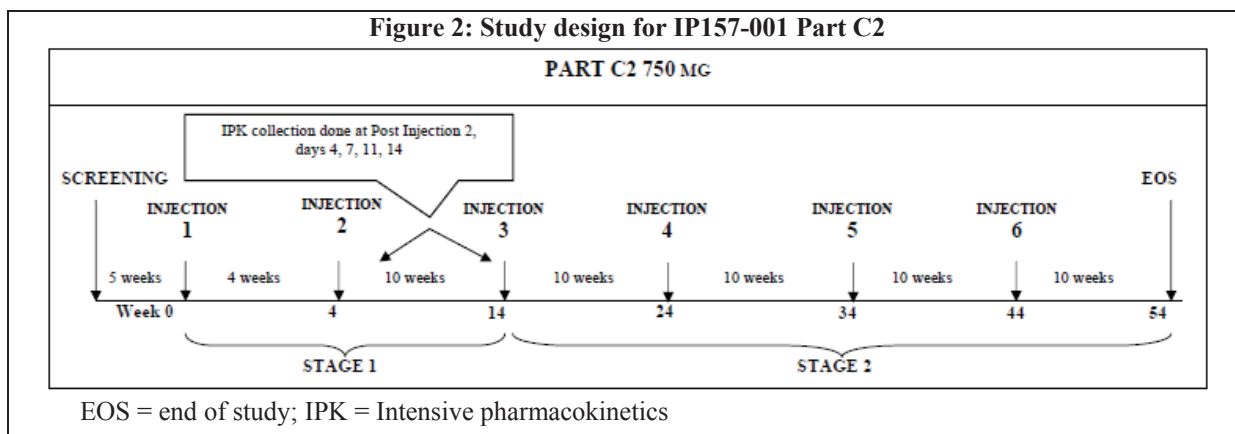 Figure 2: Study design for IP157-001 Part C2
PART C2 750 MG
IPK collection done at Post Injection 2,
days 4, 7, 11, 14
SCREENING
EOS
INJECTION
1
INJECTION
2
INJECTION
3
INJECTION
4
INJECTION
5
INJECTION
6
5 weeks
4 weeks
10 weeks
10 weeks
10 weeks
10 weeks
10 weeks
Week 0
4
14
24
34
44
54
STAGE 1
STAGE 2
EOS = end of study; IPK = Intensive pharmacokinetics